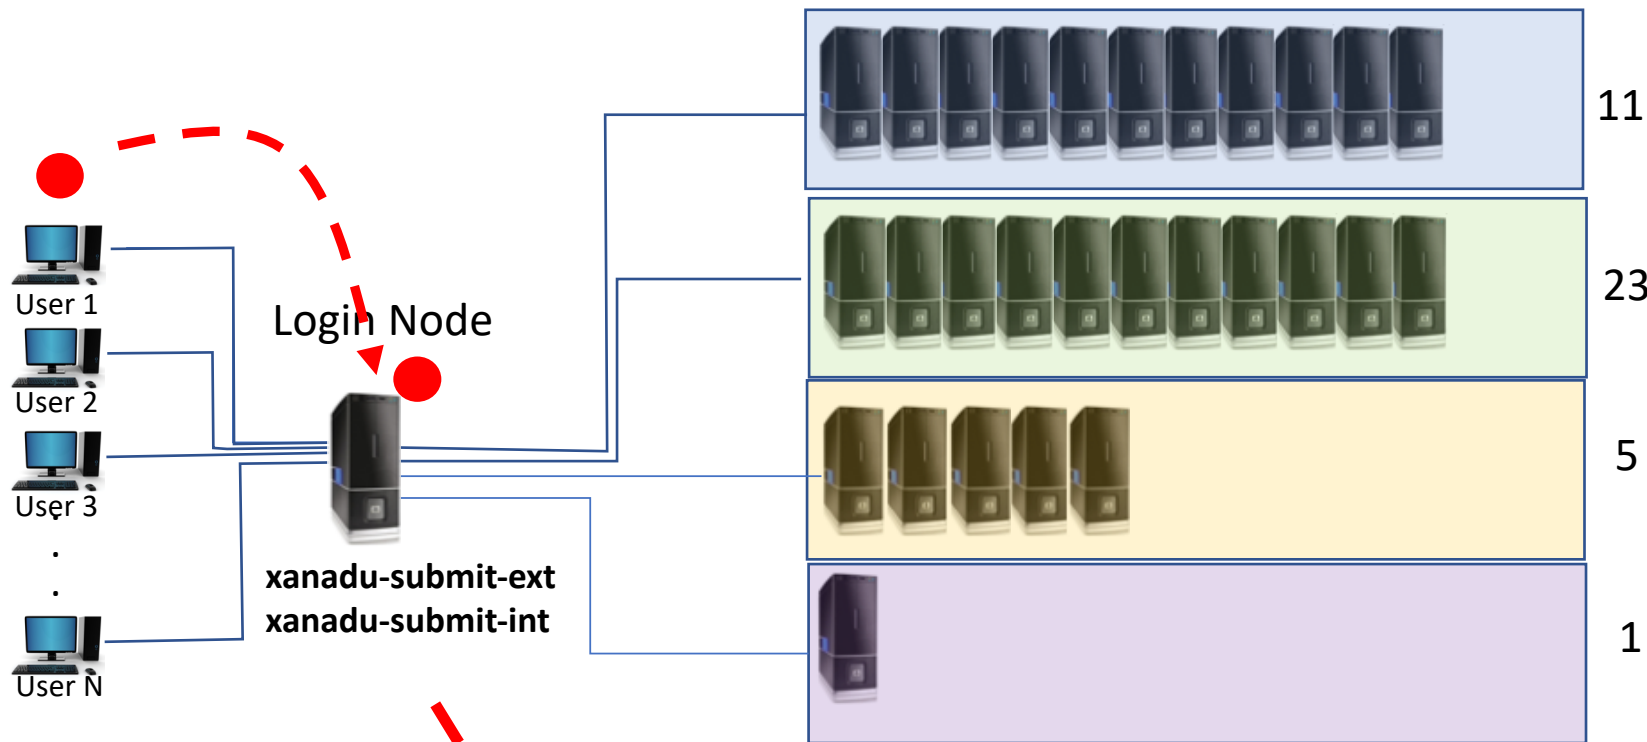 11
User 1
23
Login Node
User 2
5
User 3
.
.
.
xanadu-submit-ext
xanadu-submit-int
1
User N